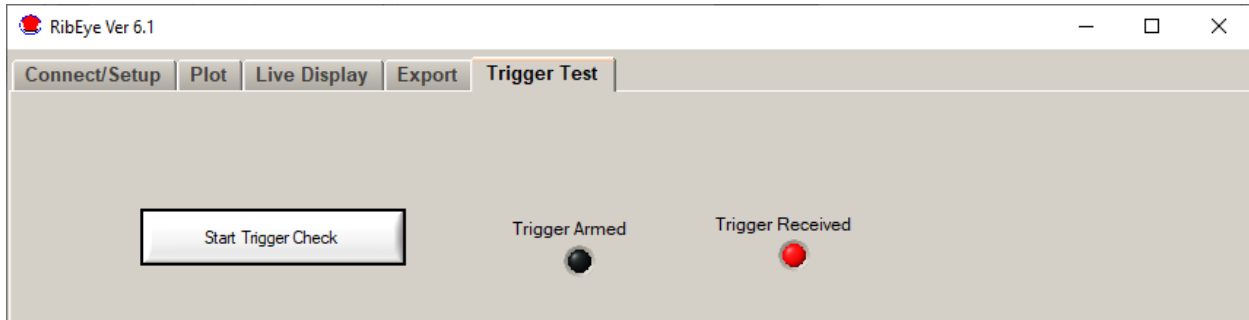 RibEye Ver 6.1
Connect/Setup Plot Live Display Export Trigger Test
Start Trigger Check Trigger Armed Trigger Received